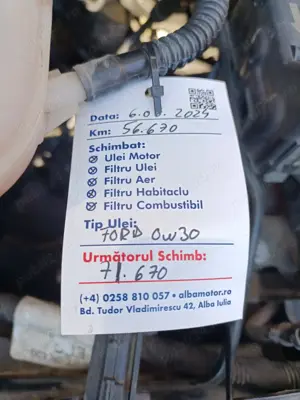 Data: 6.03.2025
Km: 56.670
Schimbat:
Ulei Motor
Filtru Ulei
Filtru Aer
Filtru Habitaclu
Filtru Combustibil
Tip Ulei:
FORD 0W30
Următorul Schimb:
71.670
(+4) 0258 810 057 • albamotor.ro
Bd. Tudor Vladimirescu 42, Alba Iulia